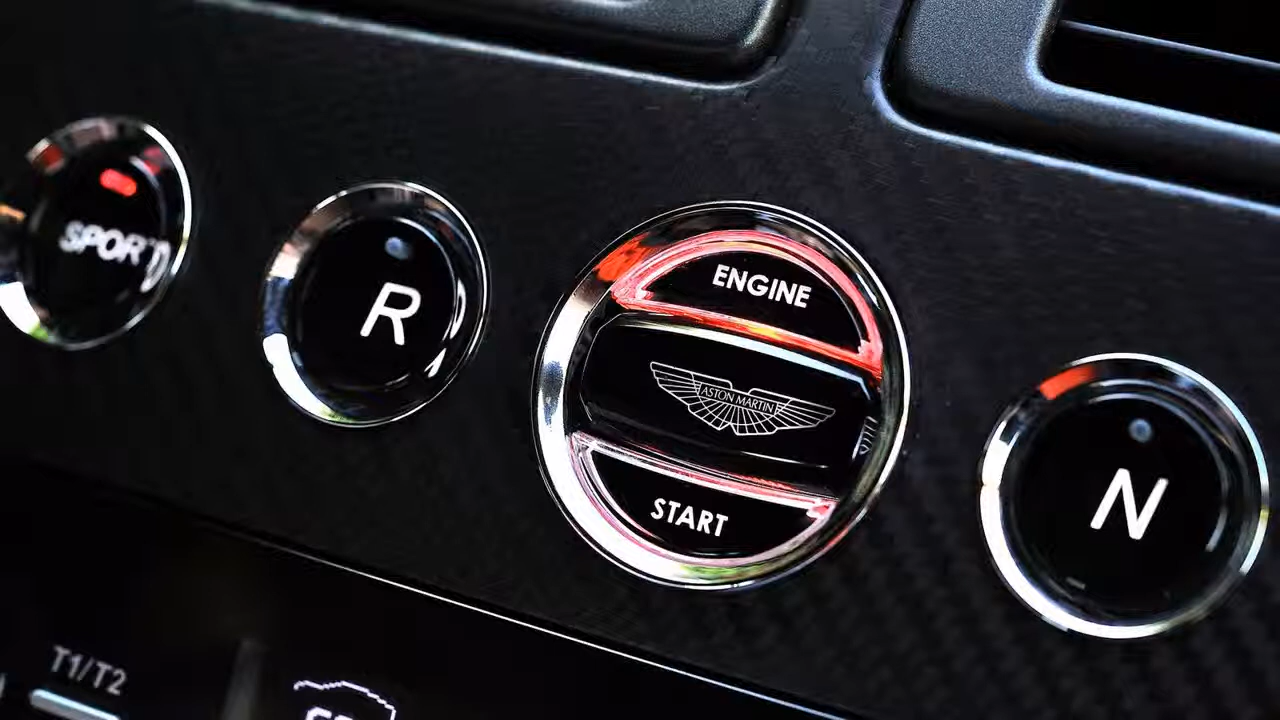 SPORT
R
ENGINE
ASTON MARTIN
START
N
T1/T2